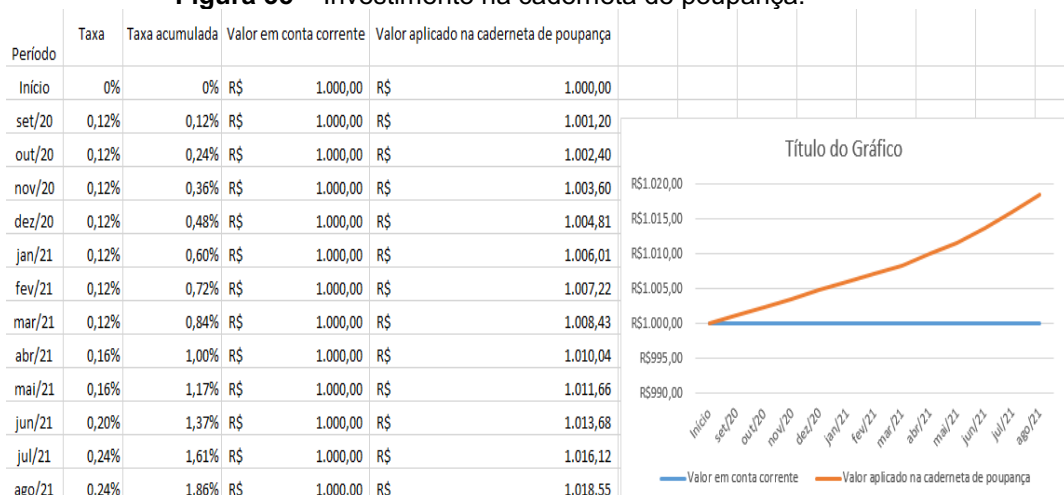 Figura 66 – Investimento na caderneta de poupança.
Período Taxa Taxa acumulada Valor em conta corrente Valor aplicado na caderneta de poupança
Início 0% 0% R$ 1.000,00 R$ 1.000,00
set/20 0,12% 0,12% R$ 1.000,00 R$ 1.001,20
out/20 0,12% 0,24% R$ 1.000,00 R$ 1.002,40
nov/20 0,12% 0,36% R$ 1.000,00 R$ 1.003,60
dez/20 0,12% 0,48% R$ 1.000,00 R$ 1.004,81
jan/21 0,12% 0,60% R$ 1.000,00 R$ 1.006,01
fev/21 0,12% 0,72% R$ 1.000,00 R$ 1.007,22
mar/21 0,12% 0,84% R$ 1.000,00 R$ 1.008,43
abr/21 0,16% 1,00% R$ 1.000,00 R$ 1.010,04
mai/21 0,16% 1,17% R$ 1.000,00 R$ 1.011,66
jun/21 0,20% 1,37% R$ 1.000,00 R$ 1.013,68
jul/21 0,24% 1,61% R$ 1.000,00 R$ 1.016,12
ago/21 0,24% 1,86% R$ 1.000,00 R$ 1.018,55
Título do Gráfico
R$1.020,00
R$1.015,00
R$1.010,00
R$1.005,00
R$1.000,00
R$995,00
R$990,00
Início set/20 out/20 nov/20 dez/20 jan/21 fev/21 mar/21 abr/21 mai/21 jun/21 jul/21 ago/21
Valor em conta corrente Valor aplicado na caderneta de poupança